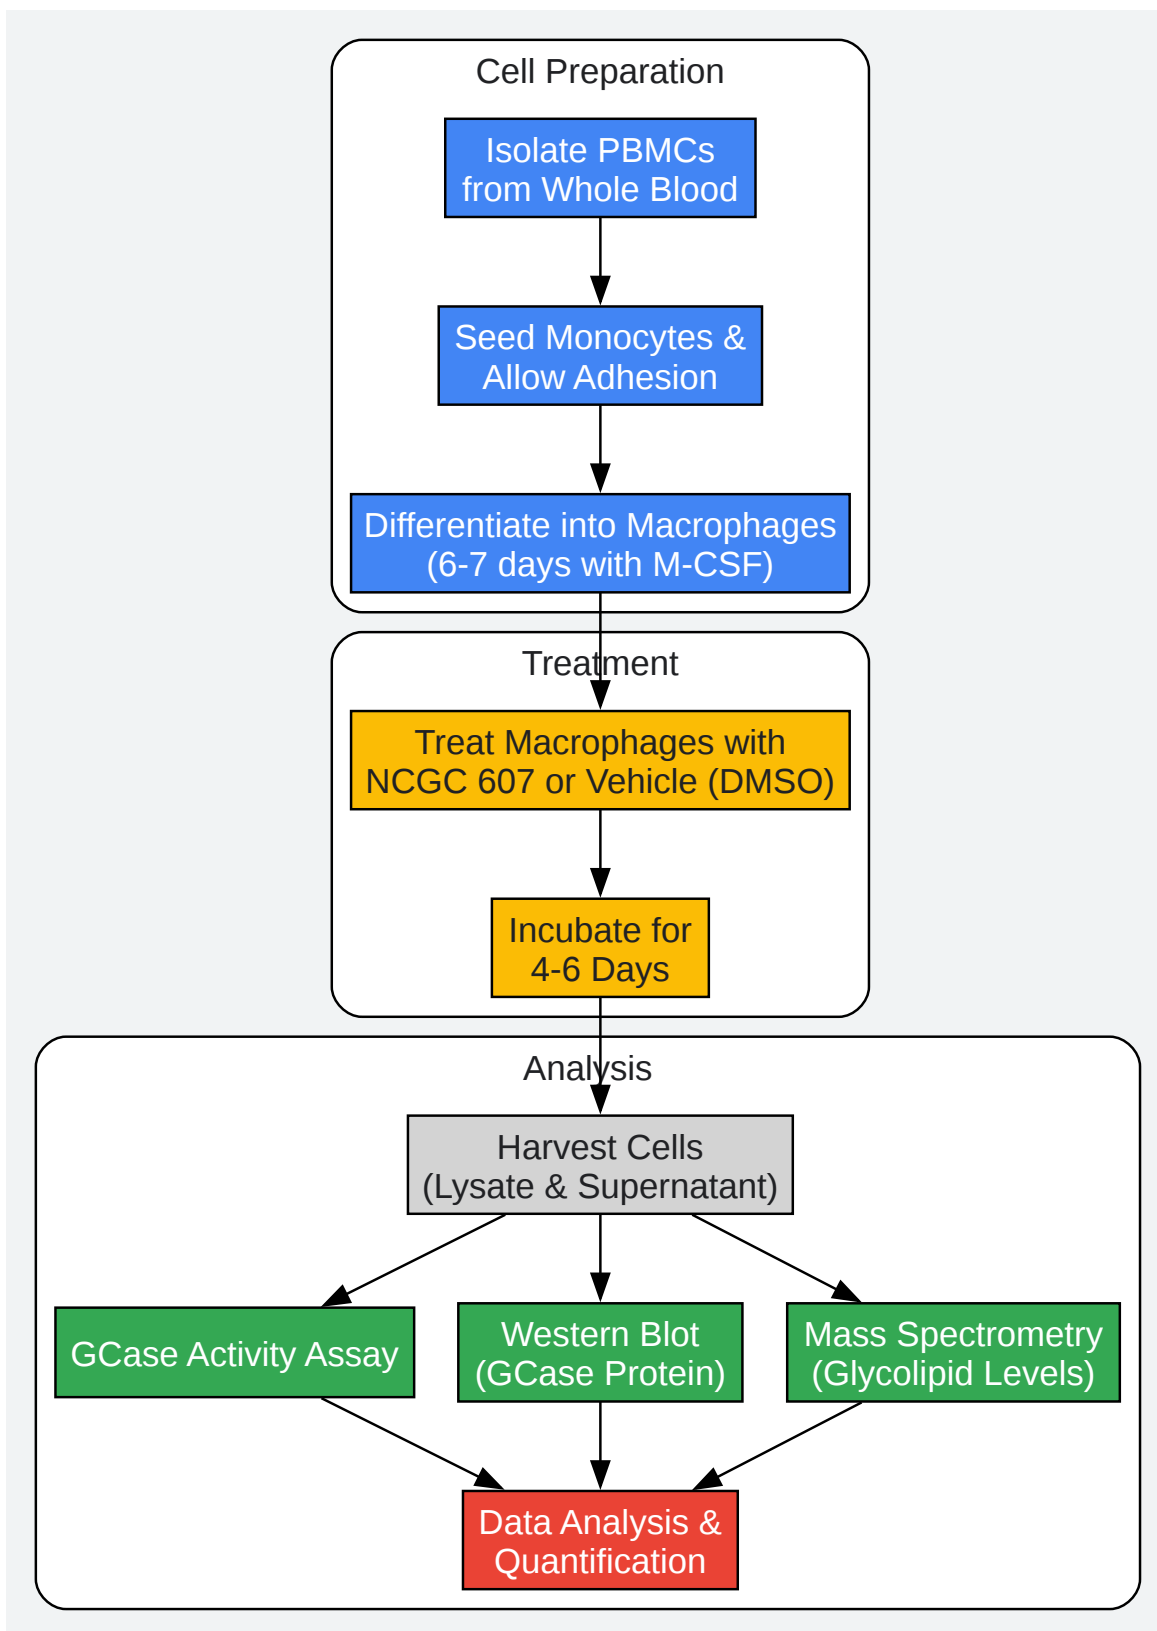 Cell Preparation
Isolate PBMCs
from Whole Blood
Seed Monocytes &
Allow Adhesion
Differentiate into Macrophages
(6-7 days with M-CSF)
Treatment
Treat Macrophages with
NCGC 607 or Vehicle (DMSO)
Incubate for
4-6 Days
Analysis
Harvest Cells
(Lysate & Supernatant)
GCase Activity Assay
Western Blot
(GCase Protein)
Mass Spectrometry
(Glycolipid Levels)
Data Analysis &
Quantification